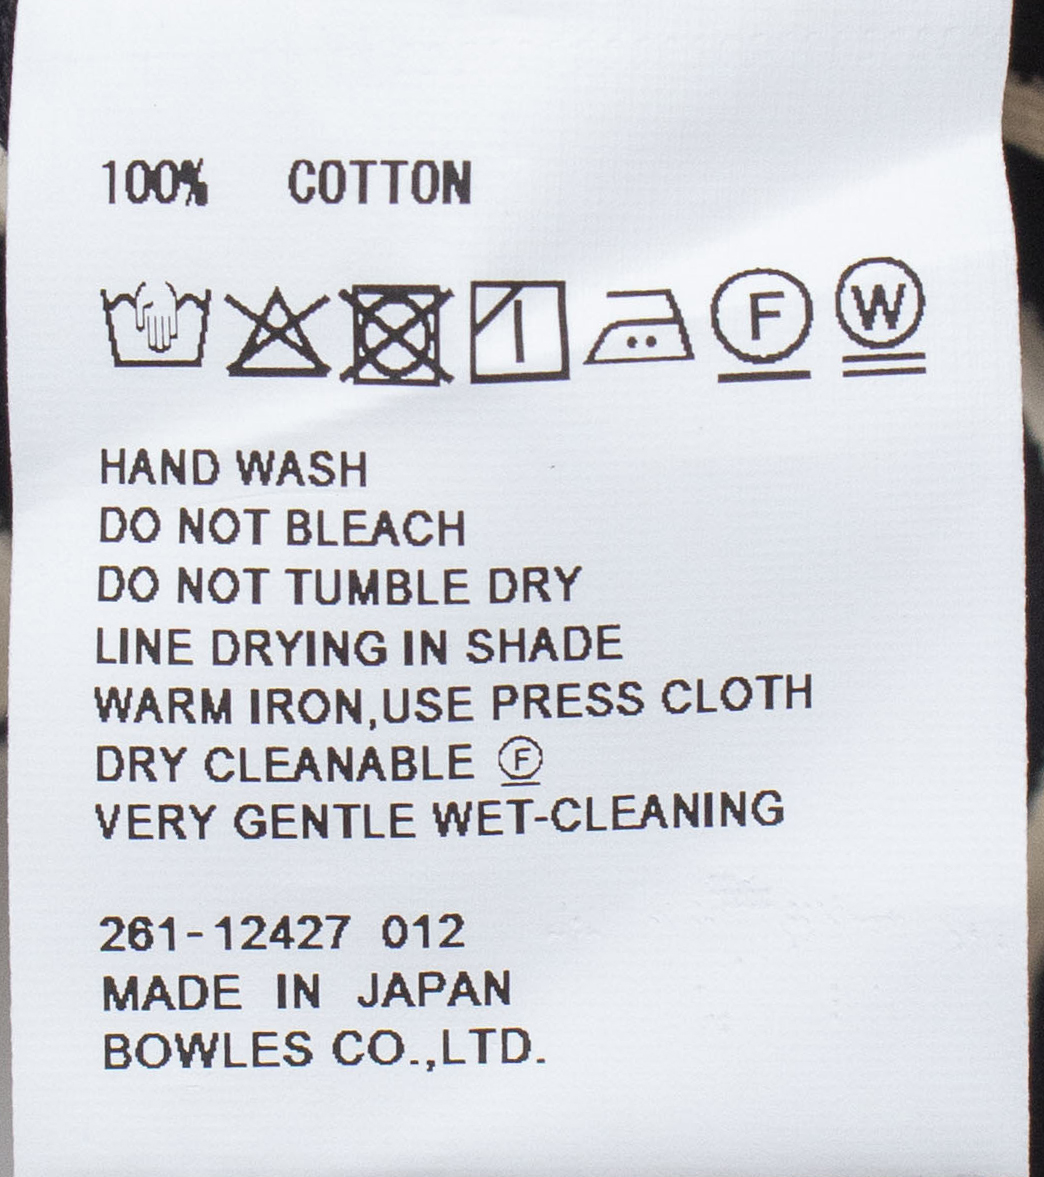 100% COTTON
F W
HAND WASH
DO NOT BLEACH
DO NOT TUMBLE DRY
LINE DRYING IN SHADE
WARM IRON,USE PRESS CLOTH
DRY CLEANABLE F
VERY GENTLE WET-CLEANING
261-12427 012
MADE IN JAPAN
BOWLES CO.,LTD.